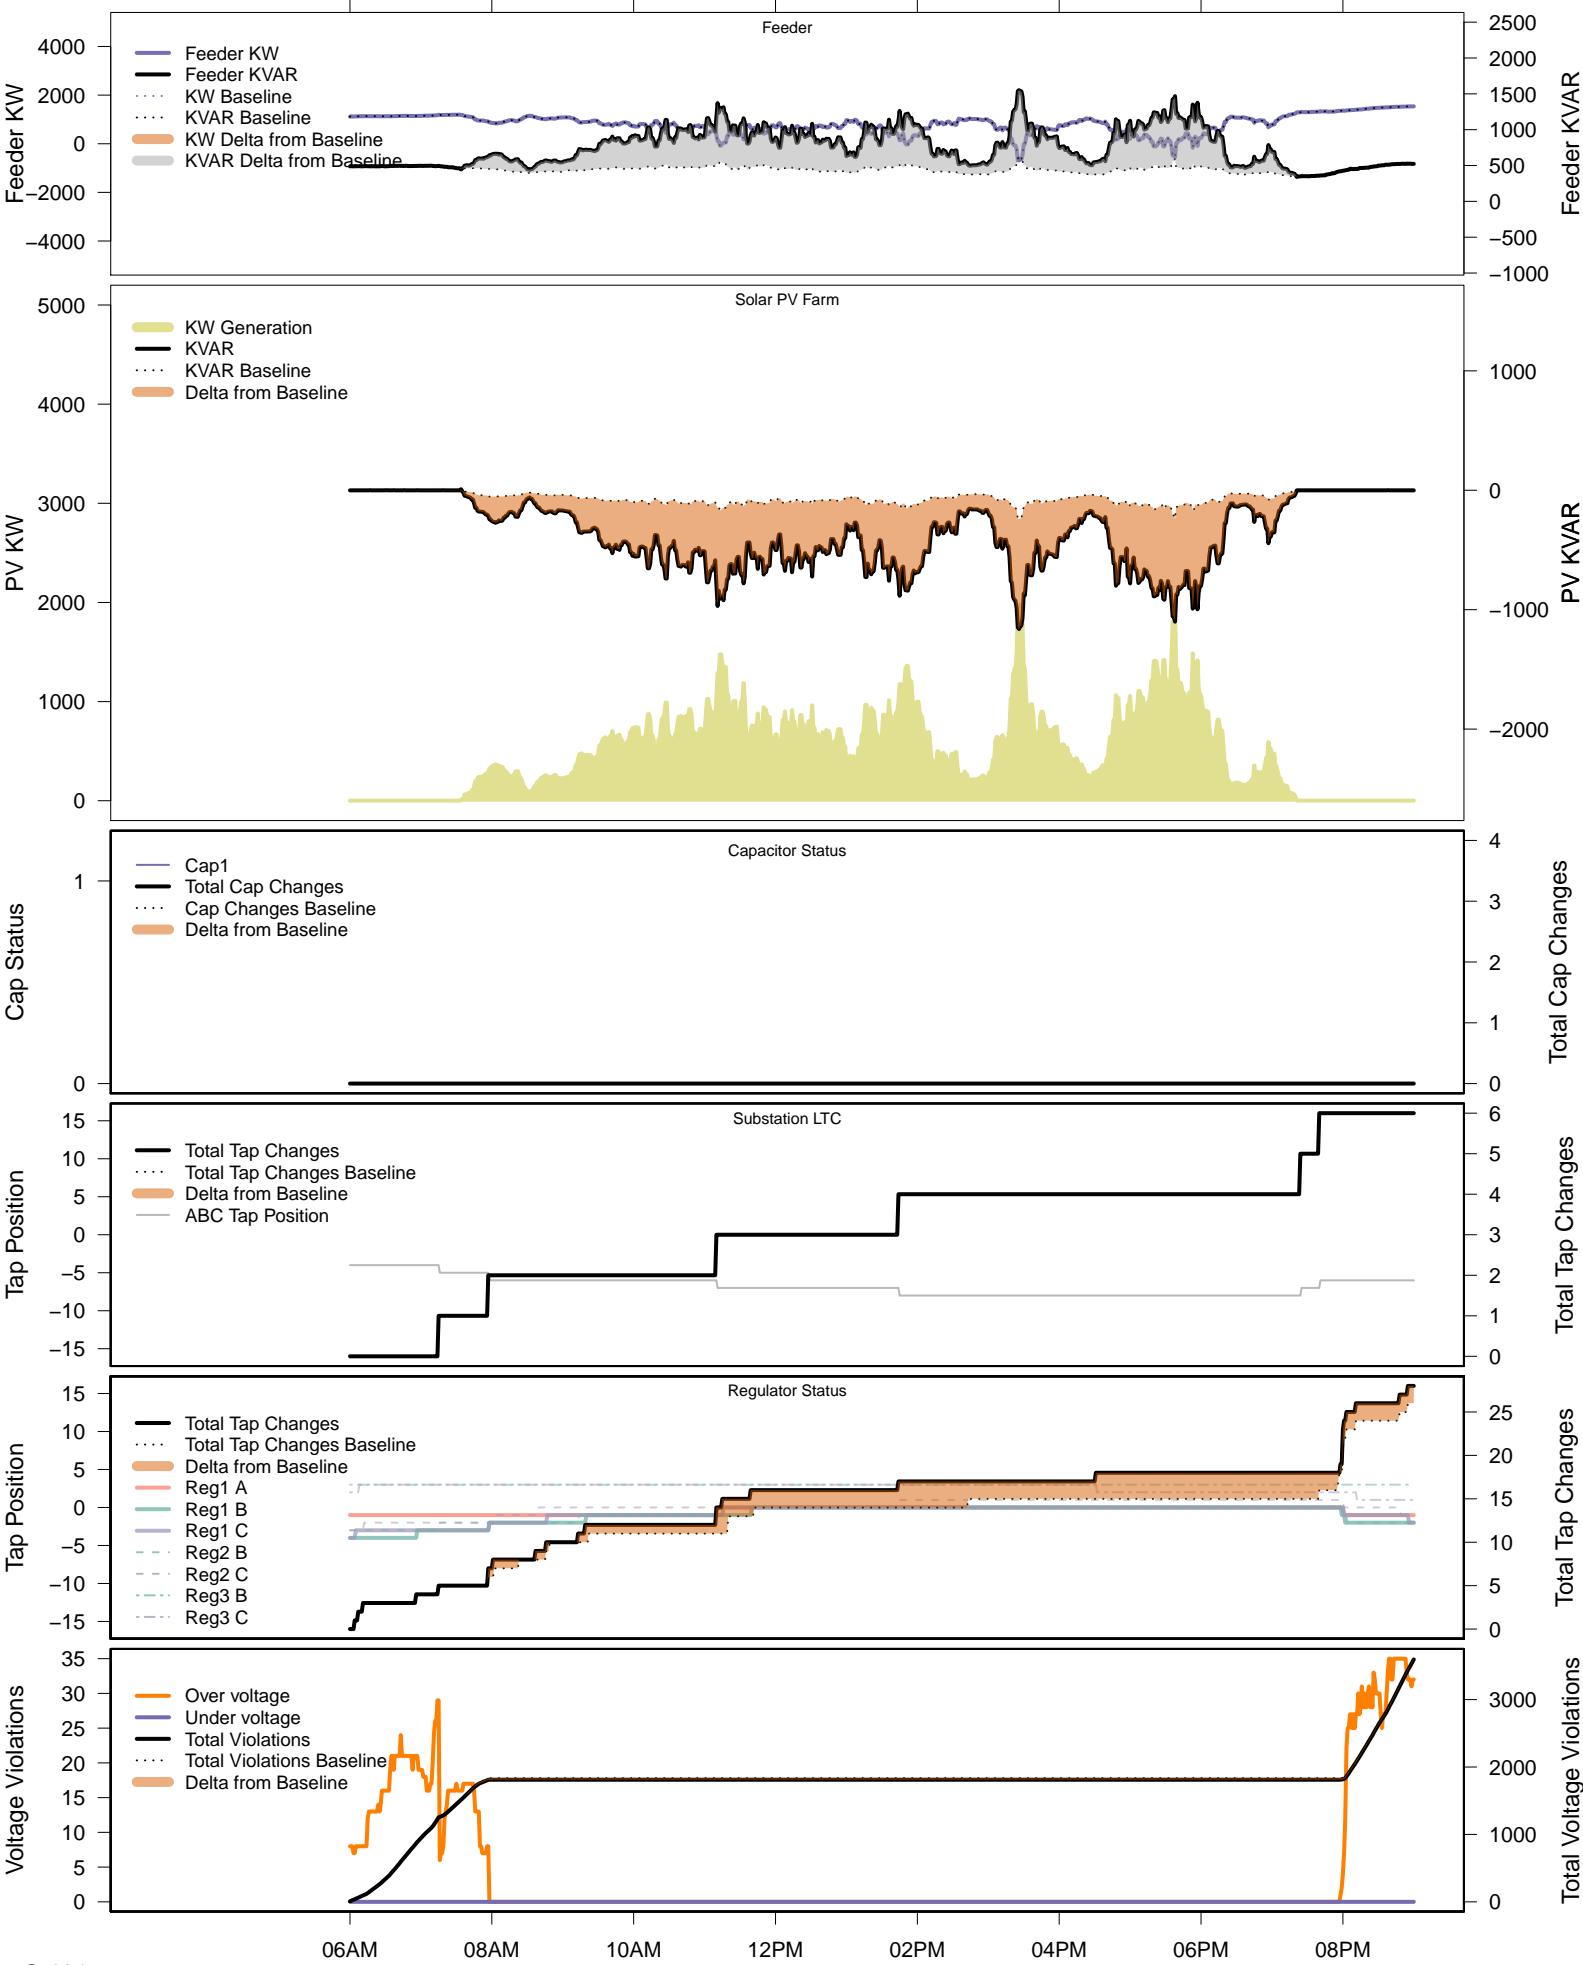 Feeder
Feeder KW
4000
2000
0
−2000
−4000
Feeder KW
Feeder KVAR
KW Baseline
KVAR Baseline
KW Delta from Baseline
KVAR Delta from Baseline
2500
2000
1500
1000
500
0
−500
−1000
Feeder KVAR
Solar PV Farm
PV KW
5000
4000
3000
2000
1000
0
KW Generation
KVAR
KVAR Baseline
Delta from Baseline
1000
0
−1000
−2000
PV KVAR
Capacitor Status
Cap Status
1
0
Cap1
Total Cap Changes
Cap Changes Baseline
Delta from Baseline
4
3
2
1
0
Total Cap Changes
Substation LTC
Tap Position
15
10
5
0
−5
−10
−15
Total Tap Changes
Total Tap Changes Baseline
Delta from Baseline
ABC Tap Position
6
5
4
3
2
1
0
Total Tap Changes
Regulator Status
Tap Position
15
10
5
0
−5
−10
−15
Total Tap Changes
Total Tap Changes Baseline
Delta from Baseline
Reg1 A
Reg1 B
Reg1 C
Reg2 B
Reg2 C
Reg3 B
Reg3 C
25
20
15
10
5
0
Total Tap Changes
Voltage Violations
35
30
25
20
15
10
5
0
Over voltage
Under voltage
Total Violations
Total Violations Baseline
Delta from Baseline
3000
2000
1000
0
Total Voltage Violations
06AM 08AM 10AM 12PM 02PM 04PM 06PM 08PM